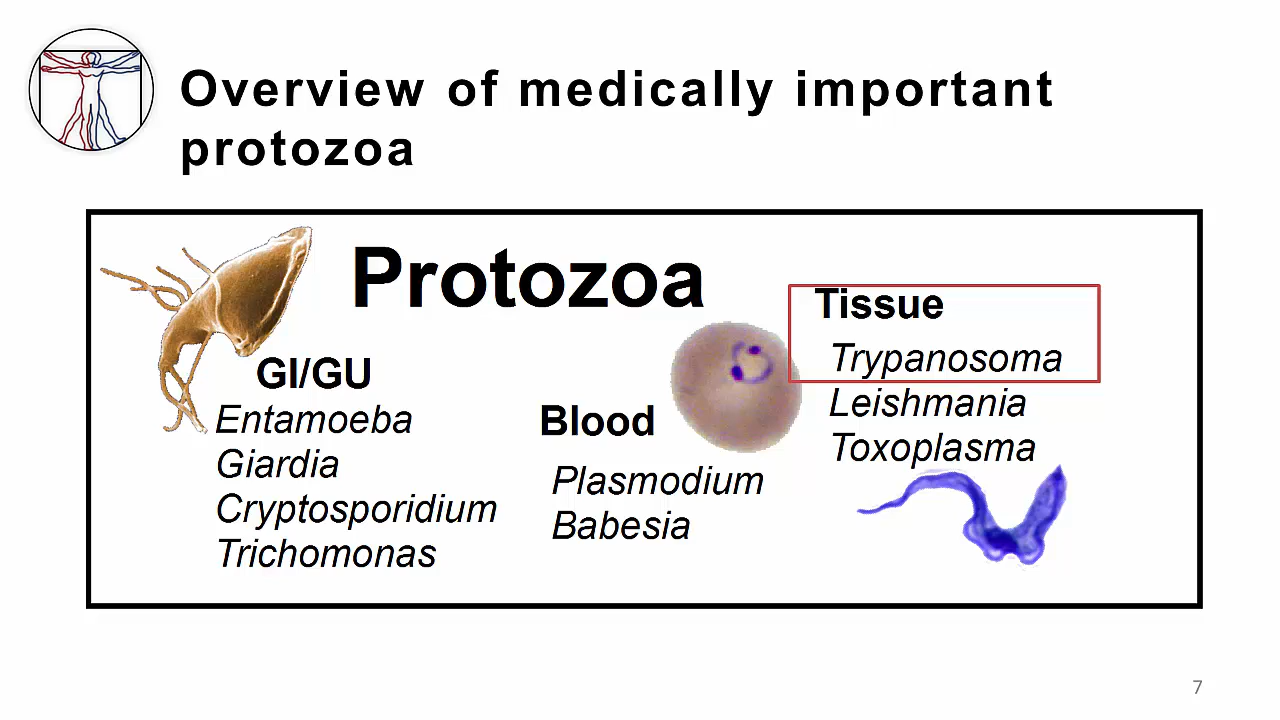 Overview of medically important
protozoa
Protozoa
GI/GU
Entamoeba
Giardia
Cryptosporidium
Trichomonas
Blood
Plasmodium
Babesia
Tissue
Trypanosoma
Leishmania
Toxoplasma
7